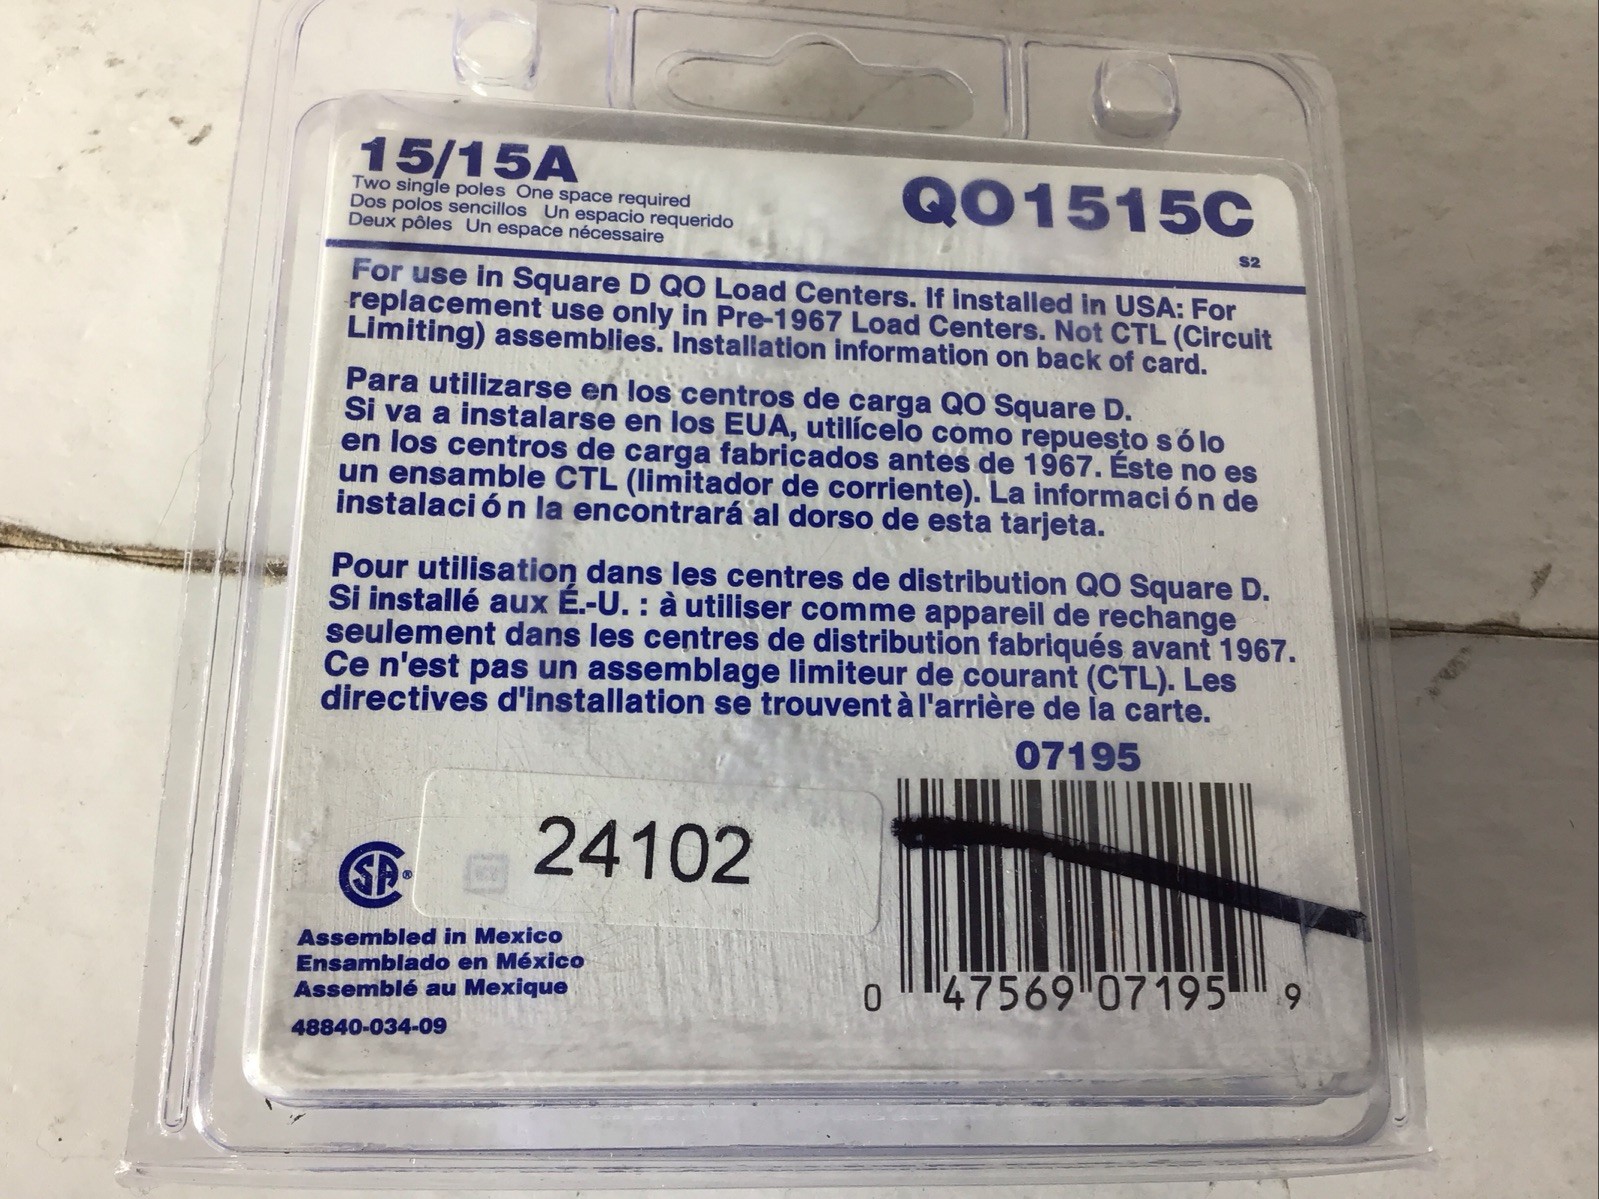 15/15A
Two single poles One space required
Dos polos sencillos Un espacio requerido
Deux pôles Un espace nécessaire
QO1515C
S2
For use in Square D QO Load Centers. If installed in USA: For
replacement use only in Pre-1967 Load Centers. Not CTL (Circuit
Limiting) assemblies. Installation information on back of card.
Para utilizarse en los centros de carga QO Square D.
Si va a instalarse en los EUA, utilícelo como repuesto sólo
en los centros de carga fabricados antes de 1967. Éste no es
un ensamble CTL (limitador de corriente). La información de
instalación la encontrará al dorso de esta tarjeta.
Pour utilisation dans les centres de distribution QO Square D.
Si installé aux É.-U. : à utiliser comme appareil de rechange
seulement dans les centres de distribution fabriqués avant 1967.
Ce n'est pas un assemblage limiteur de courant (CTL). Les
directives d'installation se trouvent à l'arrière de la carte.
07195
24102
CSA®
Assembled in Mexico
Ensamblado en México
Assemblé au Mexique
48840-034-09
0 47569 07195 9